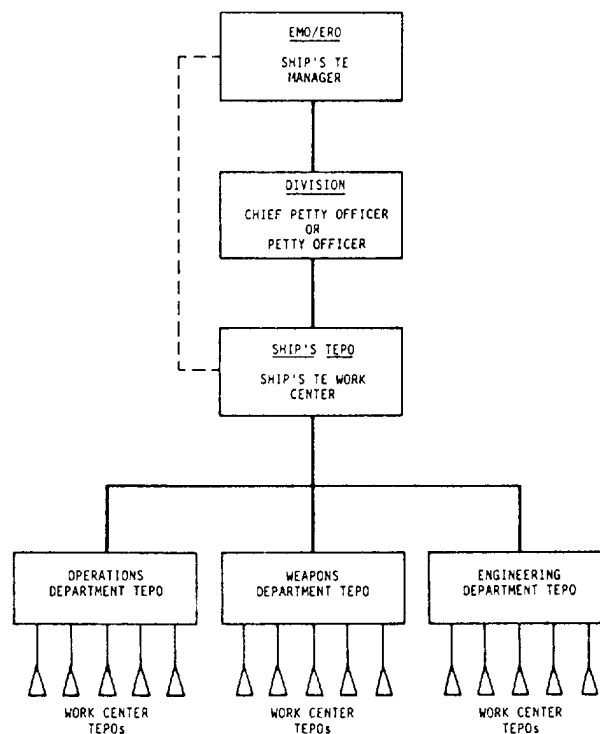 EMO/ERO
SHIP'S TE
MANAGER
DIVISION
CHIEF PETTY OFFICER
OR
PETTY OFFICER
SHIP'S TEPO
SHIP'S TE WORK
CENTER
OPERATIONS
DEPARTMENT TEPO
WEAPONS
DEPARTMENT TEPO
ENGINEERING
DEPARTMENT TEPO
WORK CENTER
TEPOs
WORK CENTER
TEPOs
WORK CENTER
TEPOs